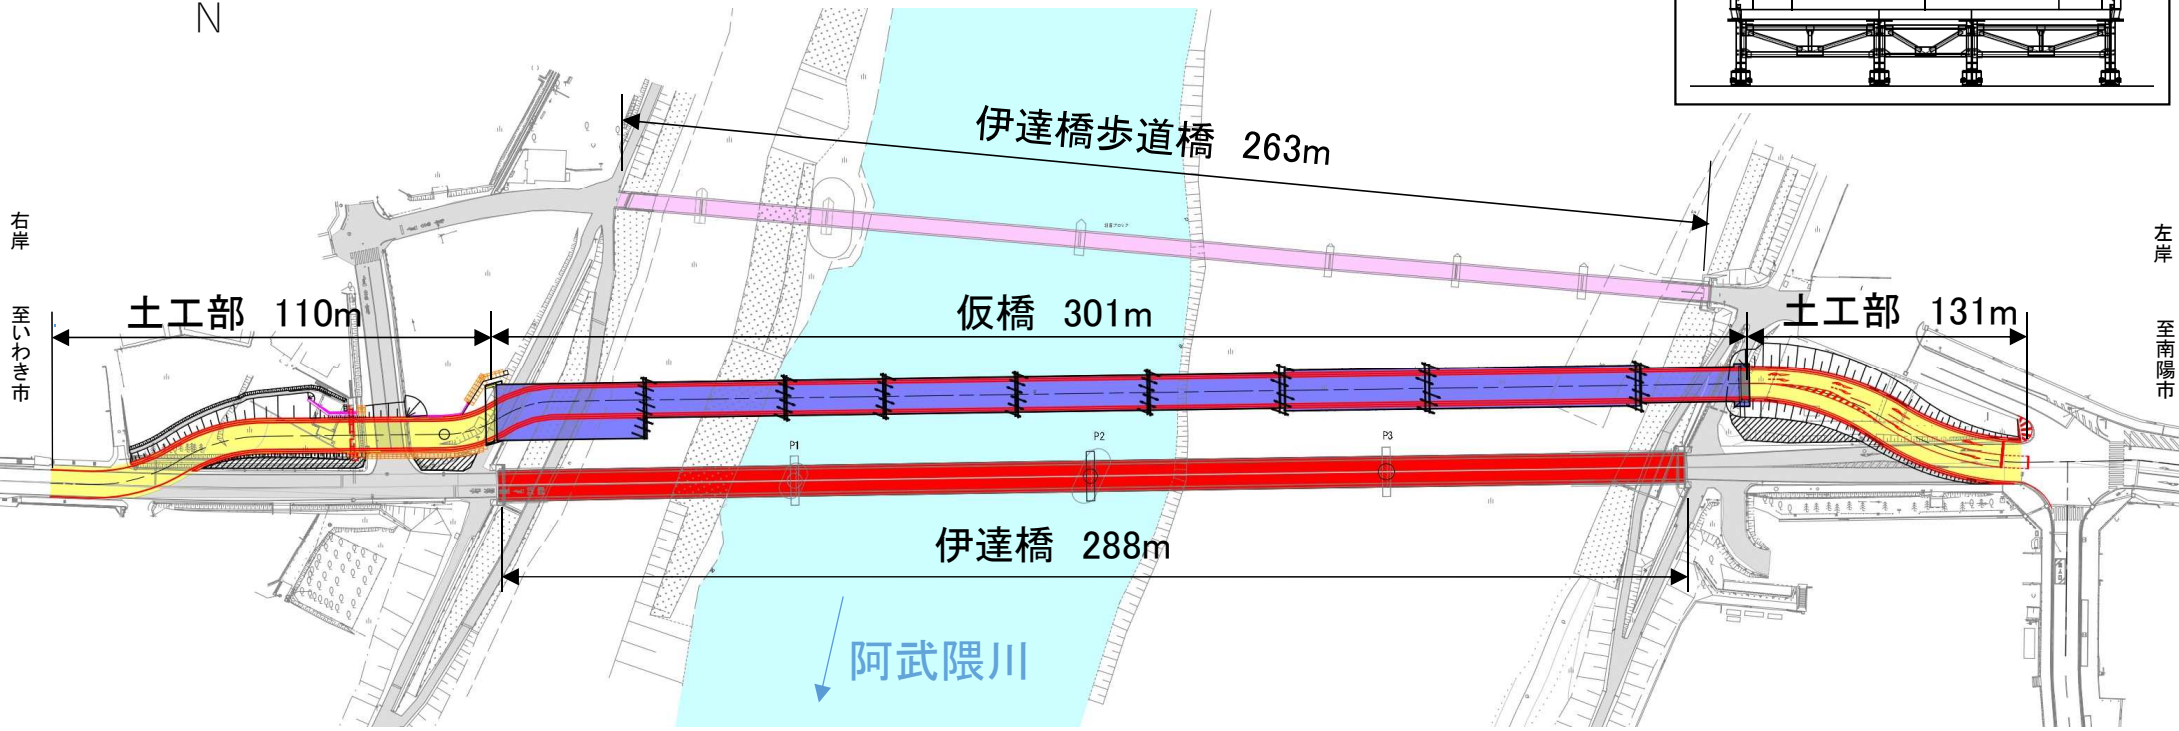 N
伊達橋歩道橋 263m
右岸
左岸
土工部 110m
仮橋 301m
土工部 131m
至いわき市
至南陽市
P1
P2
P3
伊達橋 288m
阿武隈川